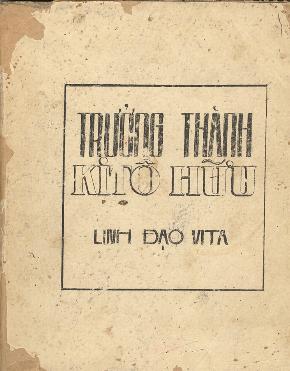 TRƯỞNG THÀNH
KITÔ HỮU
LINH ĐẠO VITA